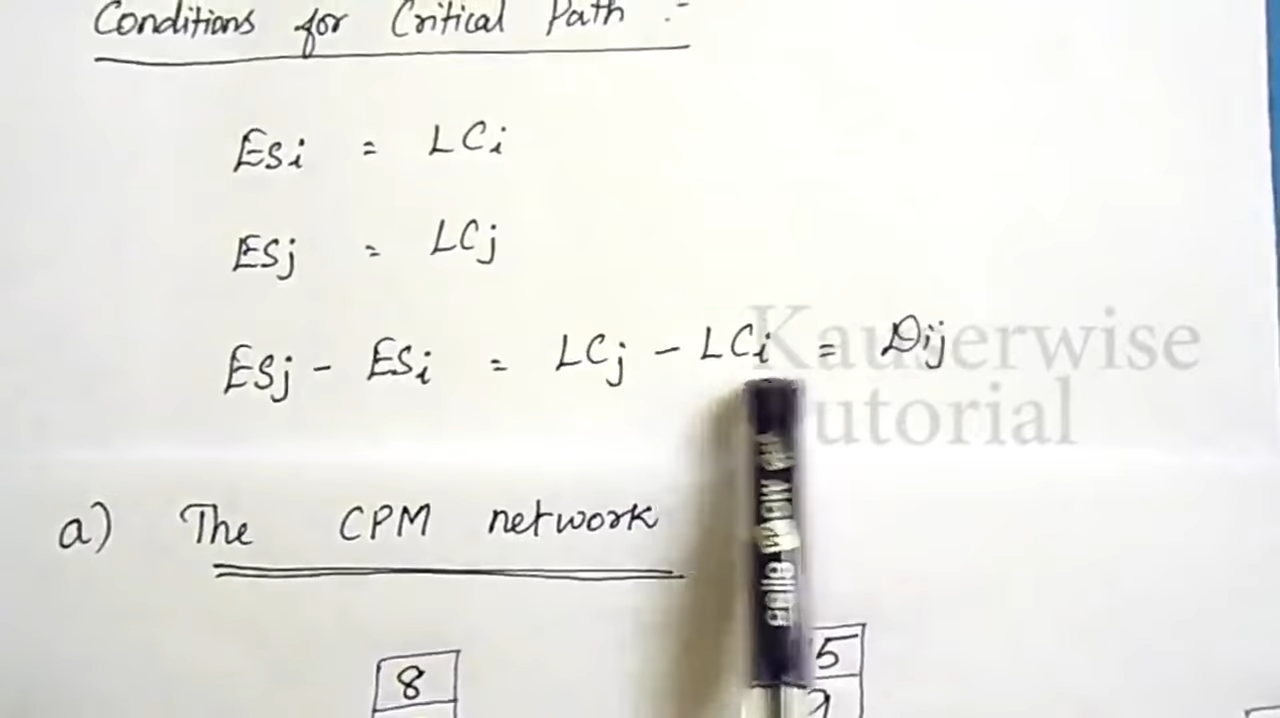 Conditions for Critical Path :-
ESi = LCi
ESj = LCj
ESj - ESi = LCj - LCi = Dij
Kauserwise
Tutorial
a) The CPM network
8
5